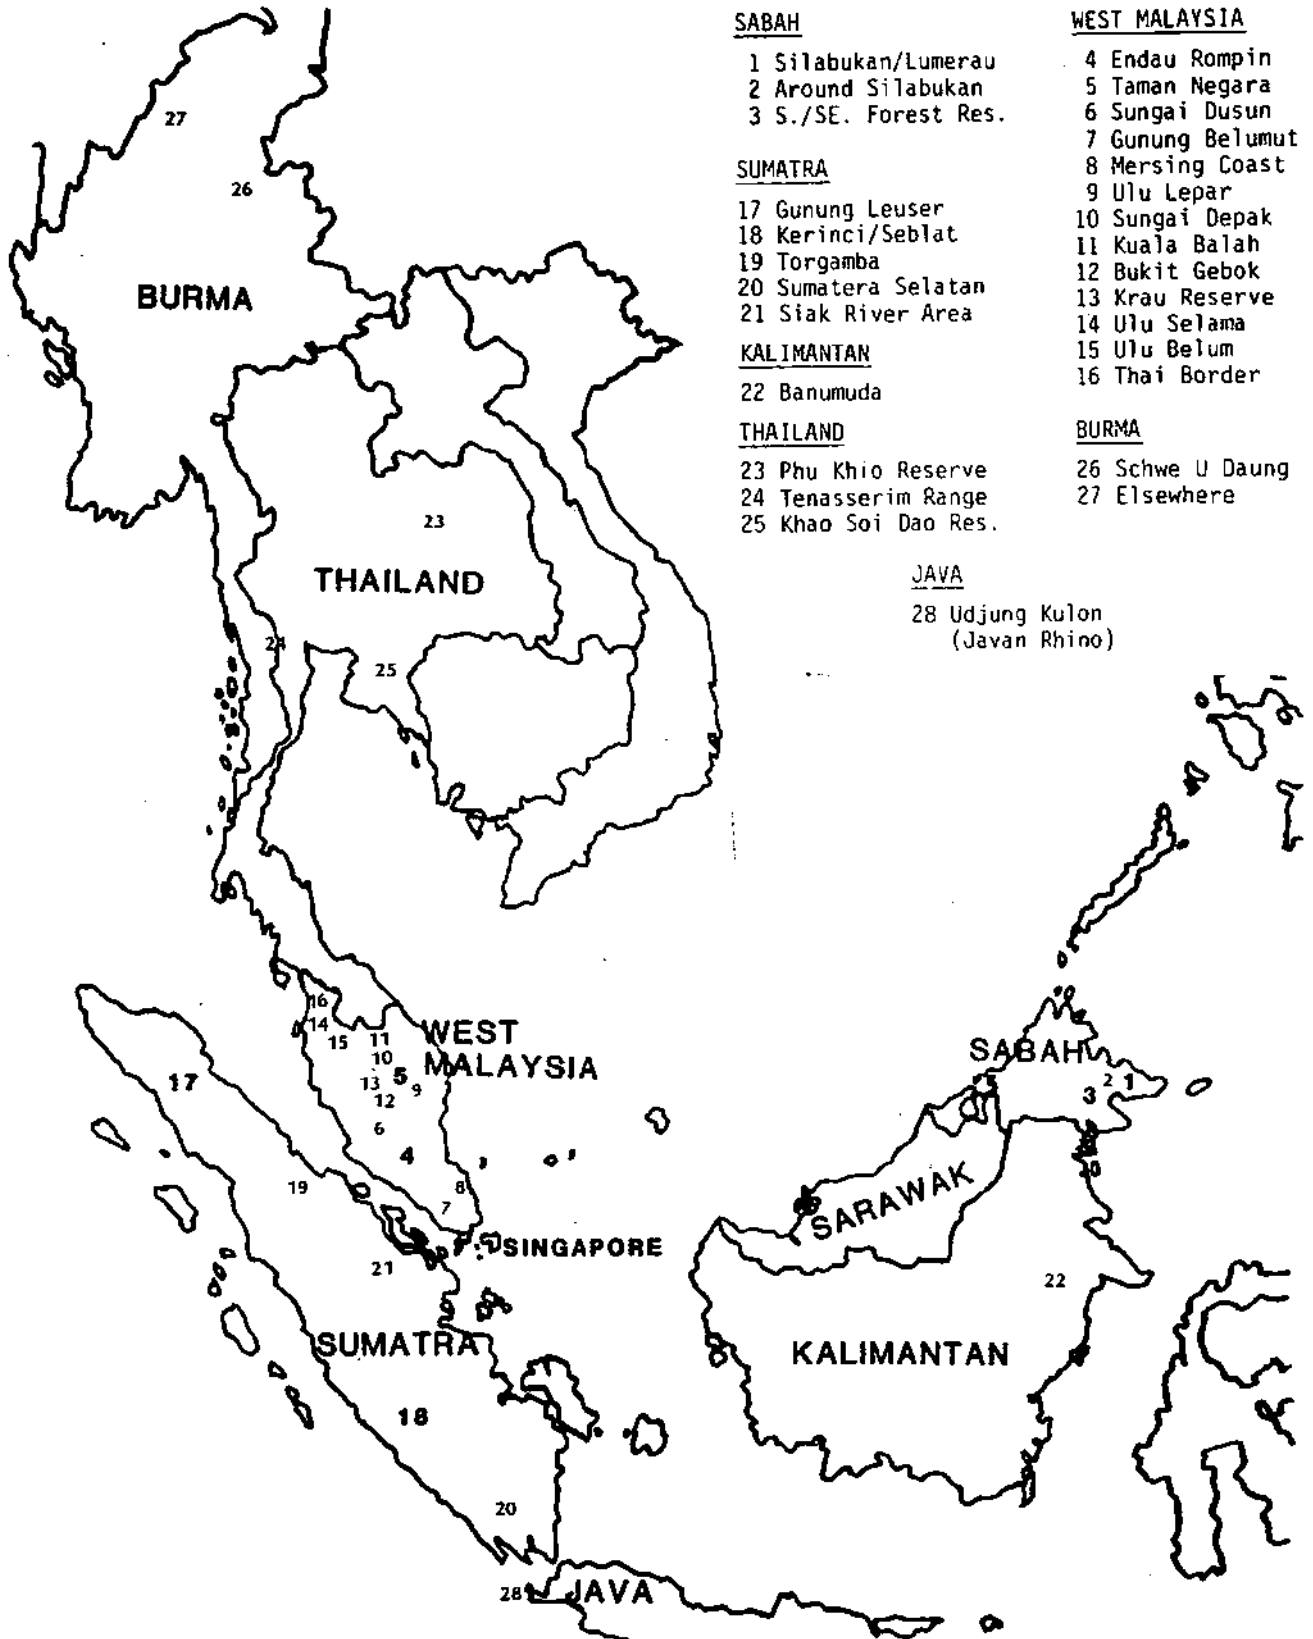 SABAH
1 Silabukan/Lumerau
2 Around Silabukan
3 S./SE. Forest Res.
SUMATRA
17 Gunung Leuser
18 Kerinci/Seblat
19 Torgamba
20 Sumatera Selatan
21 Siak River Area
KALIMANTAN
22 Banumuda
THAILAND
23 Phu Khio Reserve
24 Tenasserim Range
25 Khao Soi Dao Res.
WEST MALAYSIA
4 Endau Rompin
5 Taman Negara
6 Sungai Dusun
7 Gunung Belumut
8 Mersing Coast
9 Ulu Lepar
10 Sungai Depak
11 Kuala Balah
12 Bukit Gebok
13 Krau Reserve
14 Ulu Selama
15 Ulu Belum
16 Thai Border
BURMA
26 Schwe U Daung
27 Elsewhere
JAVA
28 Udjung Kulon
(Javan Rhino)
27
26
BURMA
23
THAILAND
24
25
16
14
15
11
10
13
5
9
12
6
4
8
7
WEST
MALAYSIA
SINGAPORE
17
19
21
SUMATRA
18
20
28
JAVA
SABAH
3
2
1
SARAWAK
22
KALIMANTAN